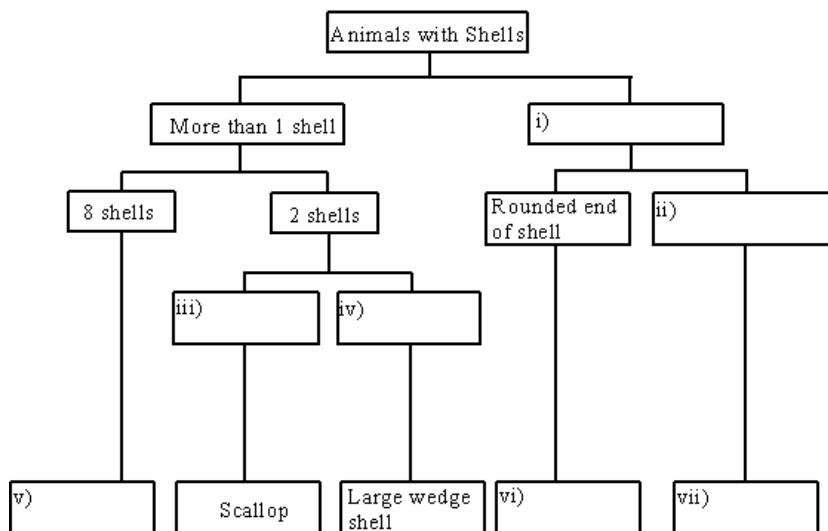 Animals with Shells
More than 1 shell
i)
8 shells
2 shells
Rounded end
of shell
ii)
iii)
iv)
v)
Scallop
Large wedge
shell
vi)
vii)